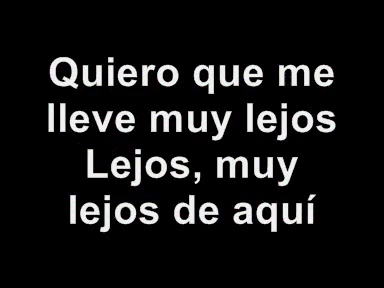 Quiero que me
lleve muy lejos
Lejos, muy
lejos de aquí